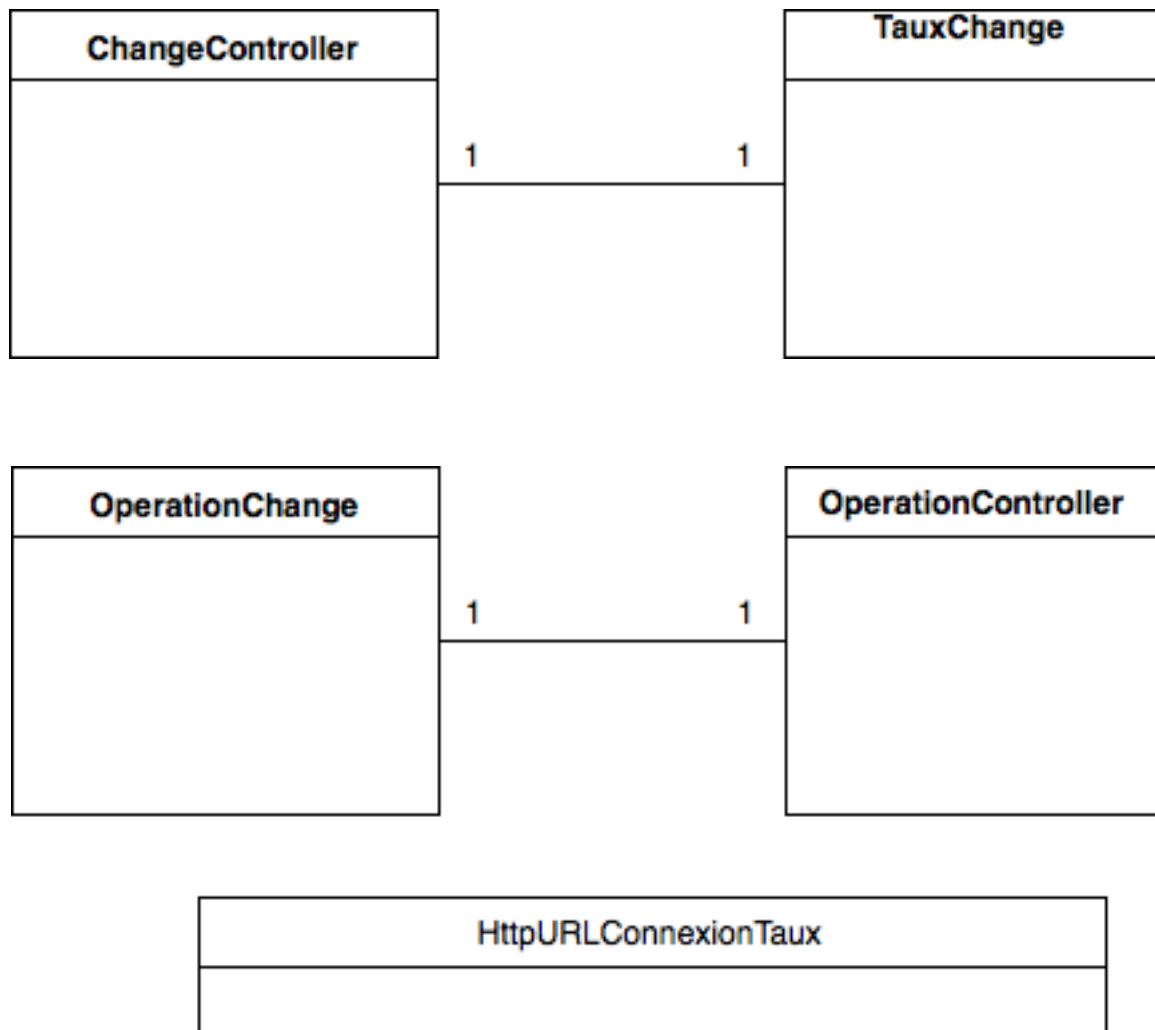 ChangeController
TauxChange
1 1
OperationChange
OperationController
1 1
HttpURLConnexionTaux